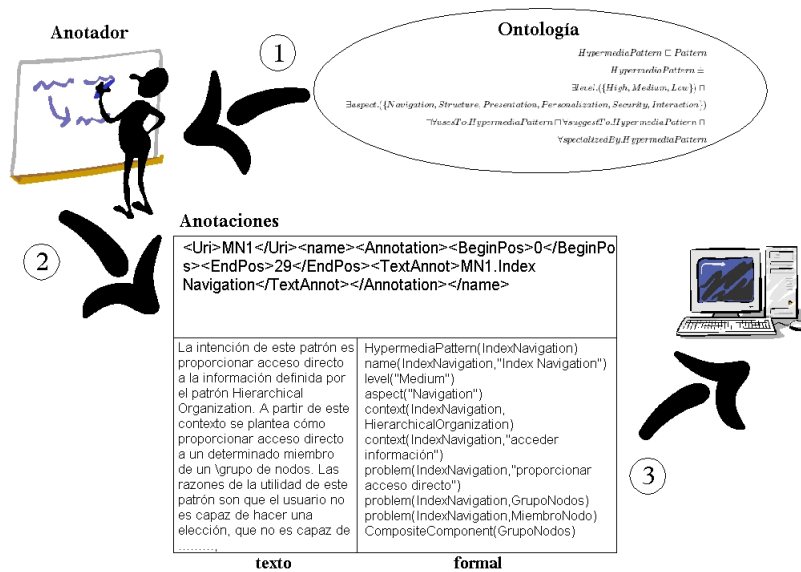 Anotador
1
Ontología
HypermediaPattern ⊏ Pattern
HypermediaPattern ≡
∃level.({High, Medium, Low}) ⊓
∃aspect.({Navigation, Structure, Presentation, Personalization, Security, Interaction})
∀usesTo.HypermediaPattern ⊓ ∀suggestTo.HypermediaPattern ⊓
∀specializedBy.HypermediaPattern
2
Anotaciones
<Uri>MN1</Uri><name><Annotation><BeginPos>0</BeginPo
s><EndPos>29</EndPos><TextAnnot>MN1.Index
Navigation</TextAnnot></Annotation></name>
La intención de este patrón es
proporcionar acceso directo
a la información definida por
el patrón Hierarchical
Organization. A partir de este
contexto se plantea cómo
proporcionar acceso directo
a un determinado miembro
de un \grupo de nodos. Las
razones de la utilidad de este
patrón son que el usuario no
es capaz de hacer una
elección, que no es capaz de
.........,
texto
HypermediaPattern(IndexNavigation)
name(IndexNavigation,"Index Navigation")
level("Medium")
aspect("Navigation")
context(IndexNavigation,
HierarchicalOrganization)
context(IndexNavigation,"acceder
información")
problem(IndexNavigation,"proporcionar
acceso directo")
problem(IndexNavigation,GrupoNodos)
problem(IndexNavigation,MiembroNodo)
CompositeComponent(GrupoNodos)
formal
3